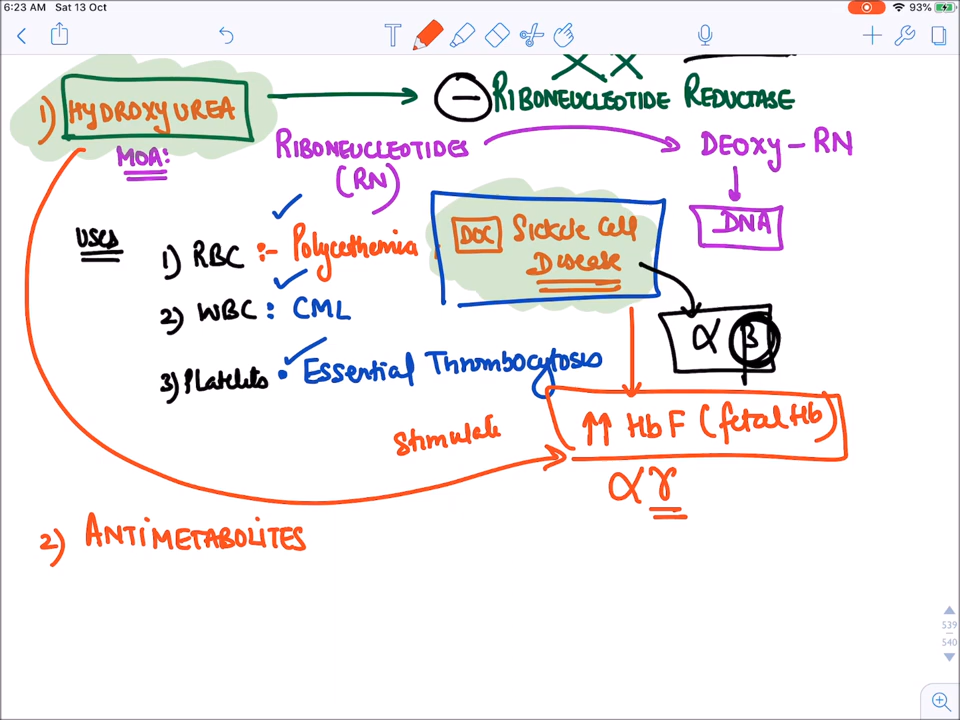 6:23 AM Sat 13 Oct
93%
T
1) HYDROXYUREA
RIBONEUCLEOTIDE REDUCTASE
MOA:
RIBONEUCLEOTIDES
(RN)
DEOXY-RN
DNA
USES
1) RBC :- Polycethemia
DOC Sickle Cell
Disease
2) WBC : CML
α β
3) Platelets • Essential Thrombocytosis
↑↑ HbF (fetal Hb)
Stimulate
α γ
2) ANTIMETABOLITES
539
540